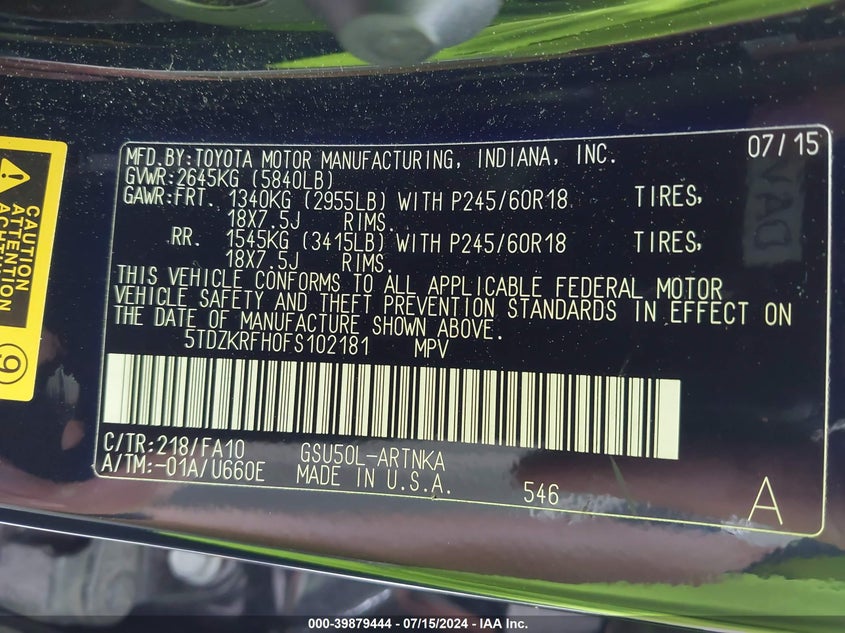 MFD.BY:TOYOTA MOTOR MANUFACTURING, INDIANA, INC. 07/15
GVWR:2645KG (5840LB)
GAWR:FRT. 1340KG (2955LB) WITH P245/60R18 TIRES,
18X7.5J RIMS.
RR. 1545KG (3415LB) WITH P245/60R18 TIRES,
18X7.5J RIMS.
THIS VEHICLE CONFORMS TO ALL APPLICABLE FEDERAL MOTOR
VEHICLE SAFETY AND THEFT PREVENTION STANDARDS IN EFFECT ON
THE DATE OF MANUFACTURE SHOWN ABOVE.
5TDZKRFH0FS102181 MPV
C/TR:218/FA10 GSU50L-ARTNKA
A/TM:-01A/U660E MADE IN U.S.A. 546 A
CAUTION
ATTENTION
000-39879444 - 07/15/2024 - IAA Inc.